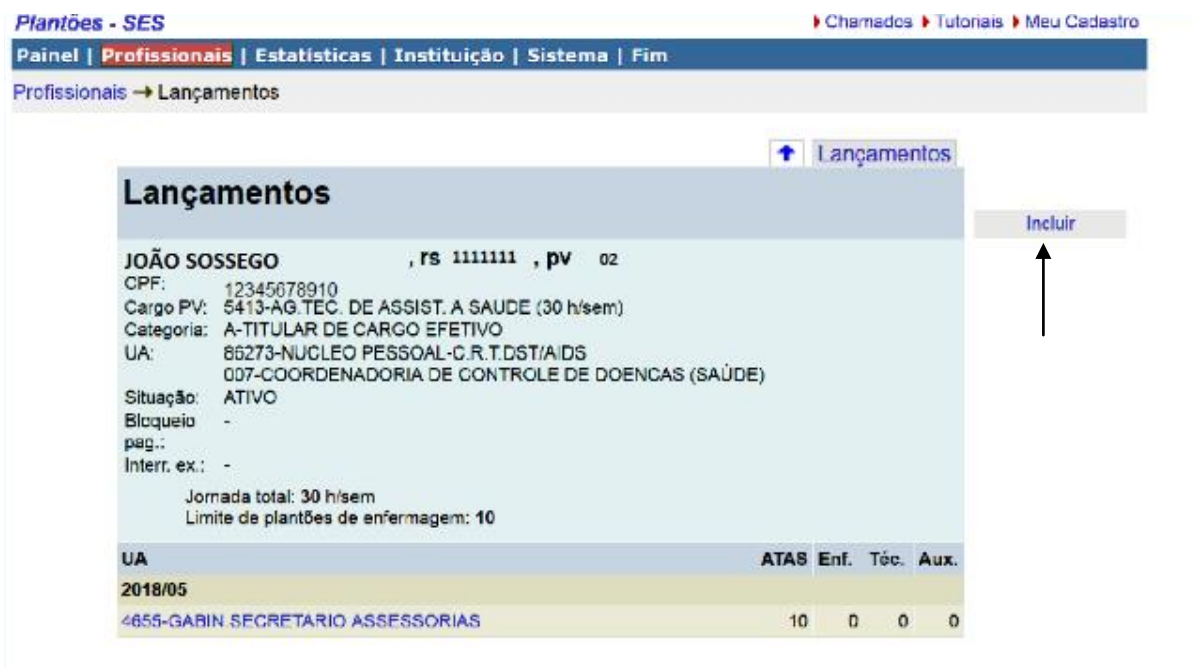 Plantões - SES
Chamados Tutoriais Meu Cadastro
Painel | Profissionais | Estatísticas | Instituição | Sistema | Fim
Profissionais → Lançamentos
Lançamentos
Lançamentos
Incluir
JOÃO SOSSEGO , rs 1111111 , pv 02
CPF: 12345678910
Cargo PV: 5413-AG.TEC. DE ASSIST. A SAUDE (30 h/sem)
Categoria: A-TITULAR DE CARGO EFETIVO
UA: 86273-NUCLEO PESSOAL-C.R.T.DST/AIDS
007-COORDENADORIA DE CONTROLE DE DOENCAS (SAÚDE)
Situação: ATIVO
Bloqueio -
pag.:
Interr. ex.: -
Jornada total: 30 h/sem
Limite de plantões de enfermagem: 10
UA ATAS Enf. Téc. Aux.
2018/05
4655-GABIN SECRETARIO ASSESSORIAS 10 0 0 0